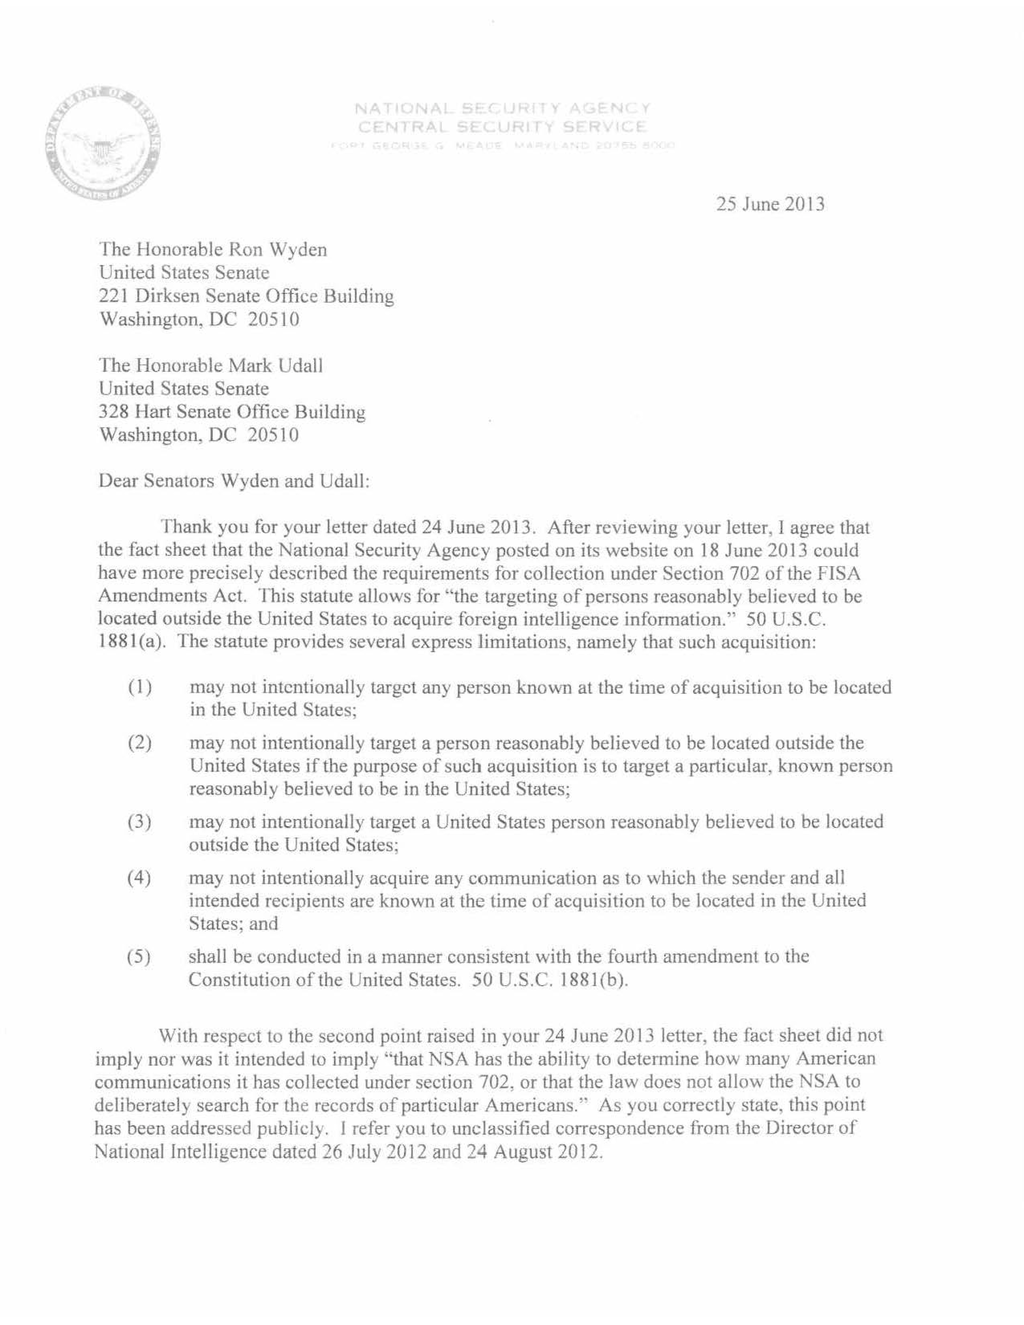 DEPARTMENT OF DEFENSE
UNITED STATES OF AMERICA
NATIONAL SECURITY AGENCY
CENTRAL SECURITY SERVICE
FORT GEORGE G. MEADE, MARYLAND 20755-6000
25 June 2013
The Honorable Ron Wyden
United States Senate
221 Dirksen Senate Office Building
Washington, DC 20510
The Honorable Mark Udall
United States Senate
328 Hart Senate Office Building
Washington, DC 20510
Dear Senators Wyden and Udall:
Thank you for your letter dated 24 June 2013. After reviewing your letter, I agree that
the fact sheet that the National Security Agency posted on its website on 18 June 2013 could
have more precisely described the requirements for collection under Section 702 of the FISA
Amendments Act. This statute allows for “the targeting of persons reasonably believed to be
located outside the United States to acquire foreign intelligence information.” 50 U.S.C.
1881(a). The statute provides several express limitations, namely that such acquisition:
(1) may not intentionally target any person known at the time of acquisition to be located
in the United States;
(2) may not intentionally target a person reasonably believed to be located outside the
United States if the purpose of such acquisition is to target a particular, known person
reasonably believed to be in the United States;
(3) may not intentionally target a United States person reasonably believed to be located
outside the United States;
(4) may not intentionally acquire any communication as to which the sender and all
intended recipients are known at the time of acquisition to be located in the United
States; and
(5) shall be conducted in a manner consistent with the fourth amendment to the
Constitution of the United States. 50 U.S.C. 1881(b).
With respect to the second point raised in your 24 June 2013 letter, the fact sheet did not
imply nor was it intended to imply “that NSA has the ability to determine how many American
communications it has collected under section 702, or that the law does not allow the NSA to
deliberately search for the records of particular Americans.” As you correctly state, this point
has been addressed publicly. I refer you to unclassified correspondence from the Director of
National Intelligence dated 26 July 2012 and 24 August 2012.